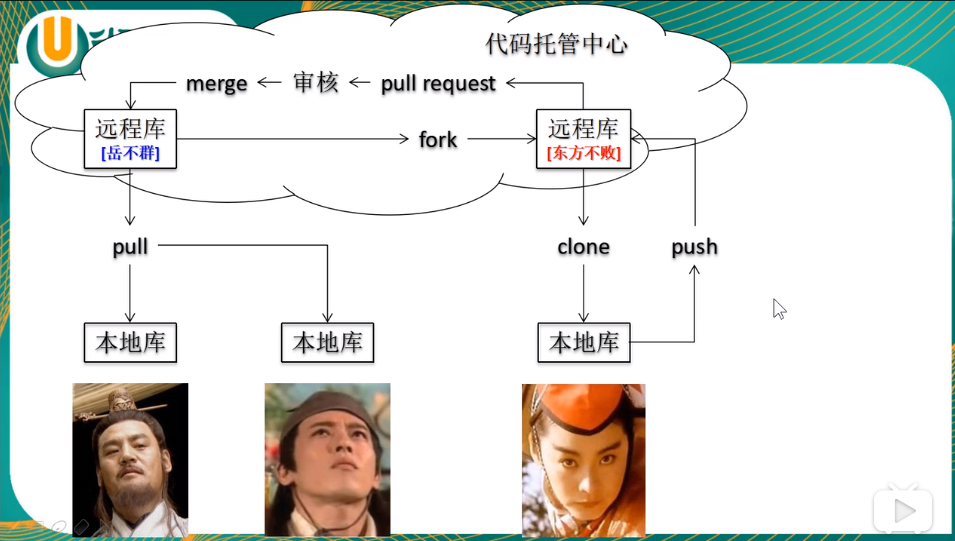 代码托管中心
merge
审核
pull request
远程库
[岳不群]
fork
远程库
[东方不败]
pull
clone
push
本地库
本地库
本地库